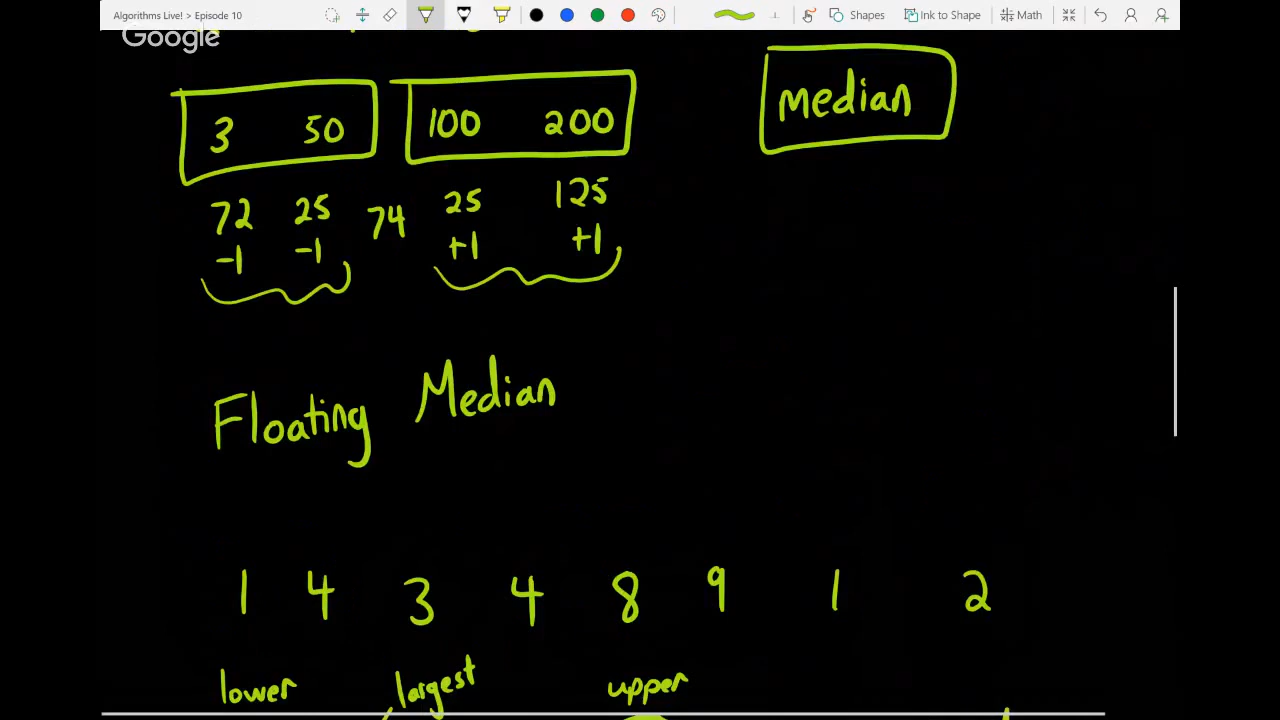 Algorithms Live! > Episode 10
Shapes
Ink to Shape
Math
Google
3 50 100 200
median
72 25 74 25 125
-1 -1 +1 +1
Floating Median
1 4 3 4 8 9 1 2
lower largest upper